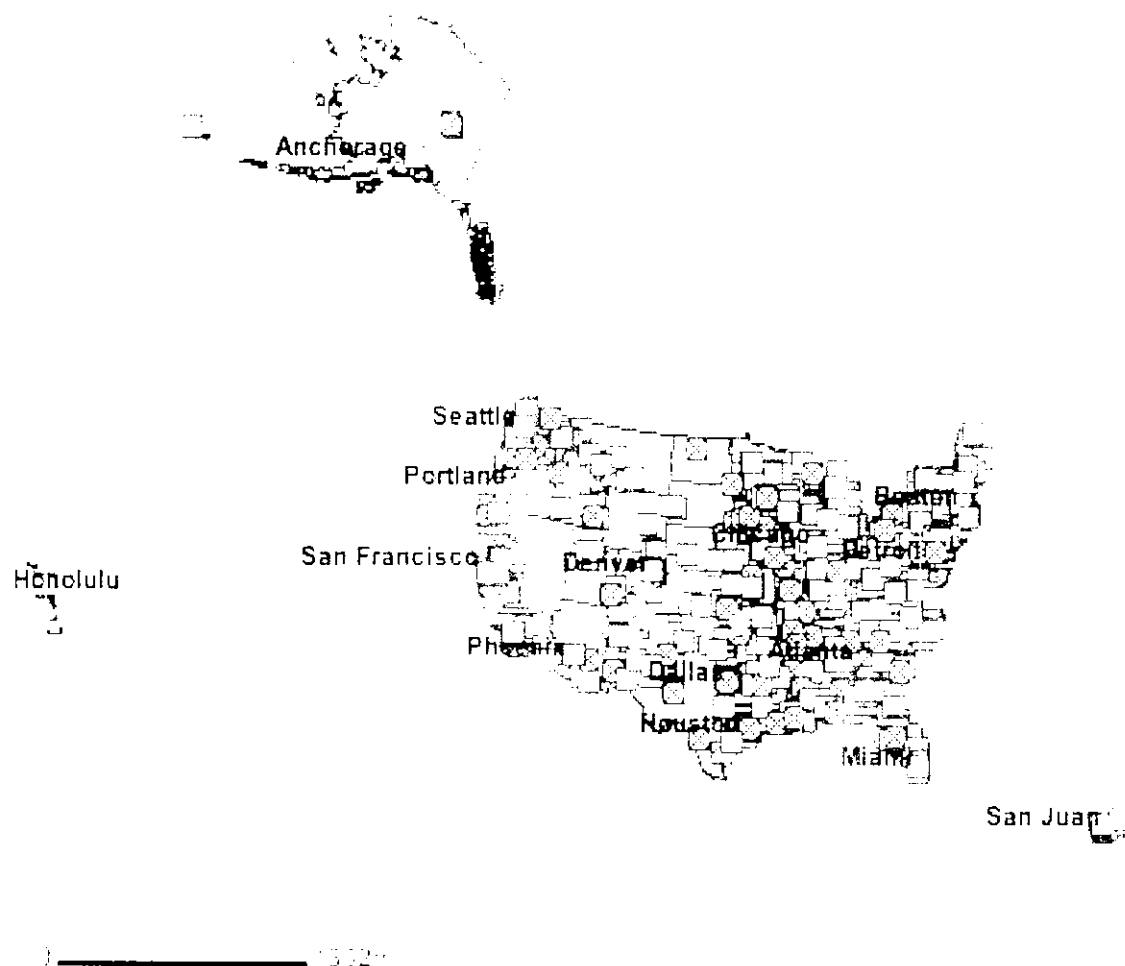 Anchorage
Seattle
Portland
Boston
Chicago
Detroit
San Francisco
Denver
Honolulu
Phoenix
Atlanta
Dallas
Houston
Miami
San Juan